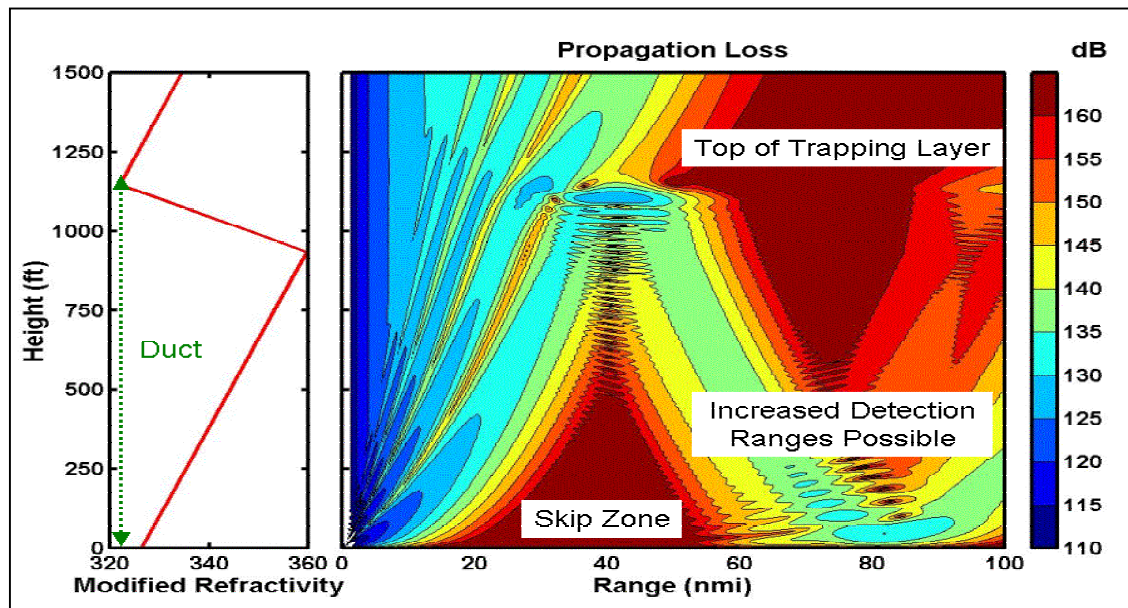 Propagation Loss
dB
1500
1250
1000
750
500
250
0
Height (ft)
Duct
320
340
360
Modified Refractivity
Top of Trapping Layer
Increased Detection
Ranges Possible
Skip Zone
0
20
40
60
80
100
Range (nmi)
160
155
150
145
140
135
130
125
120
115
110